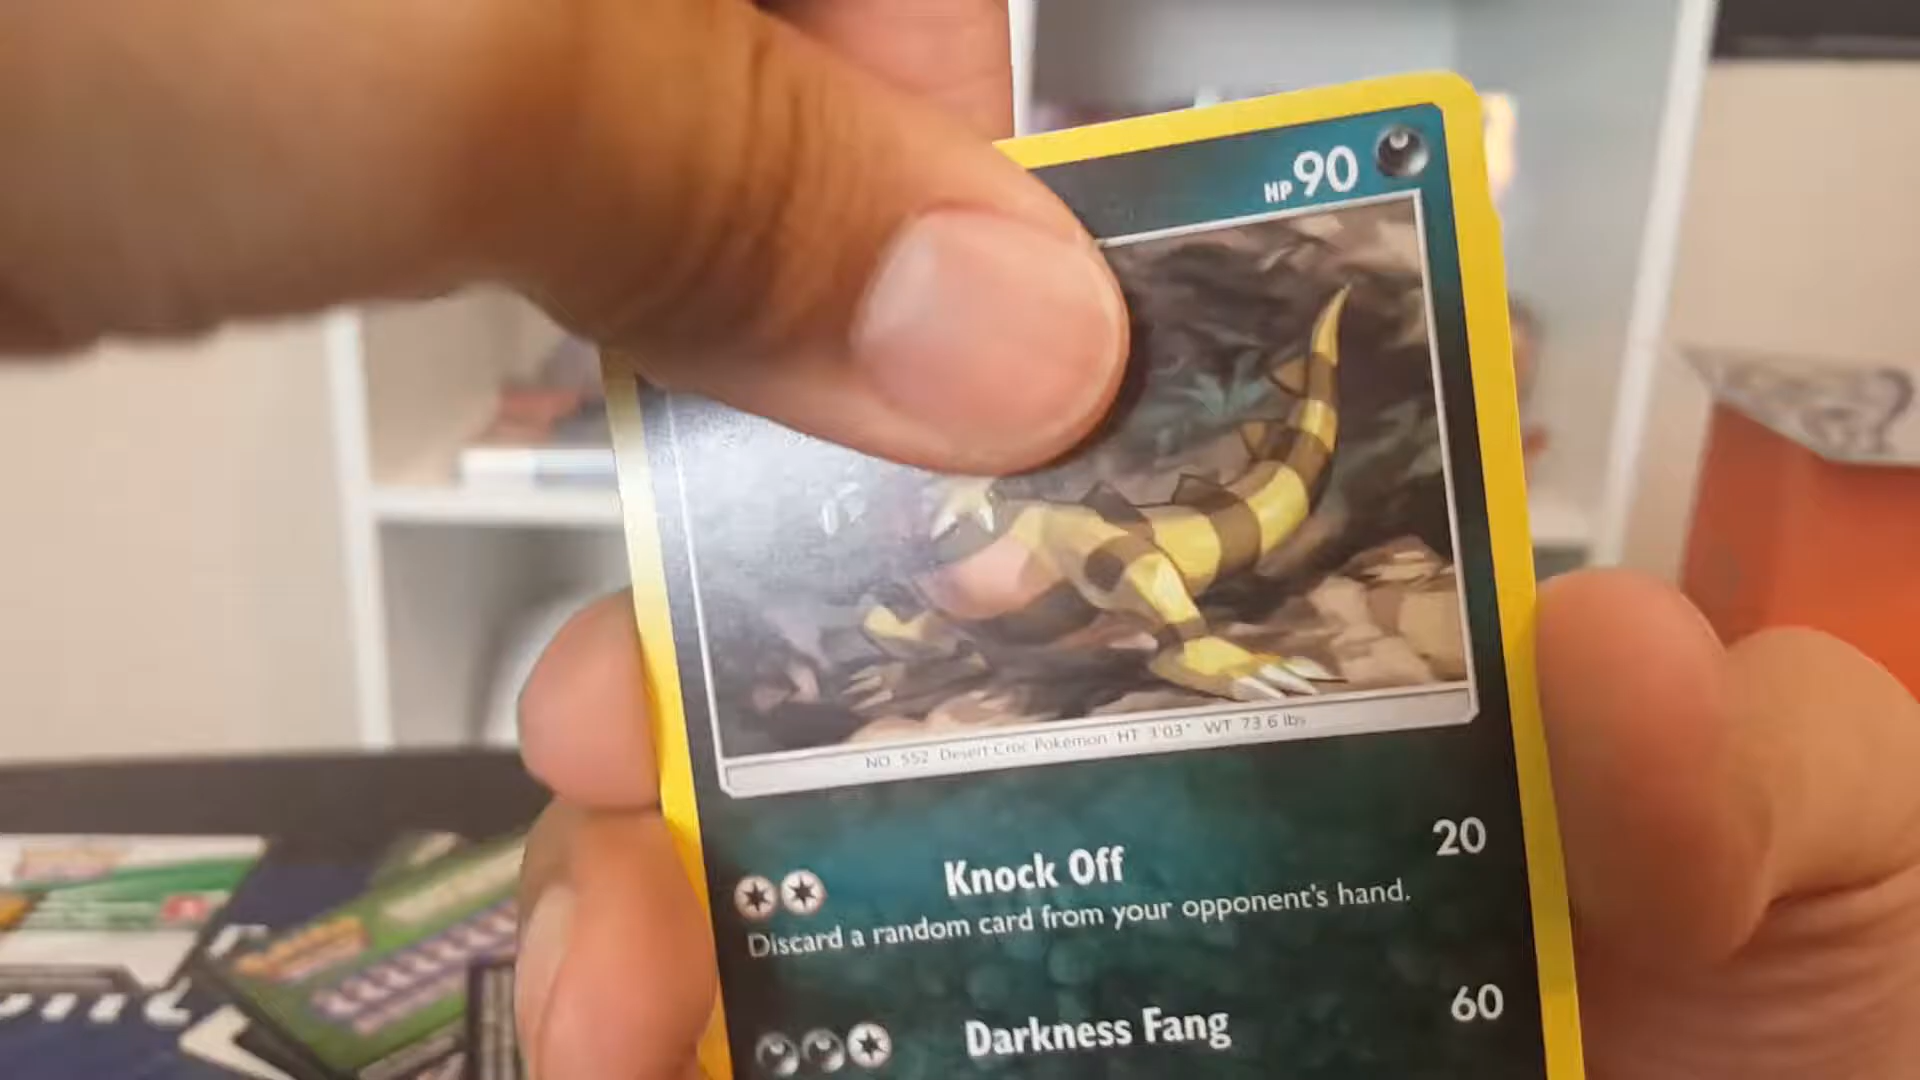 HP 90
NO. 552 Desert Croc Pokémon HT 3'03" WT 73.6 lbs
Knock Off 20
Discard a random card from your opponent's hand.
Darkness Fang 60